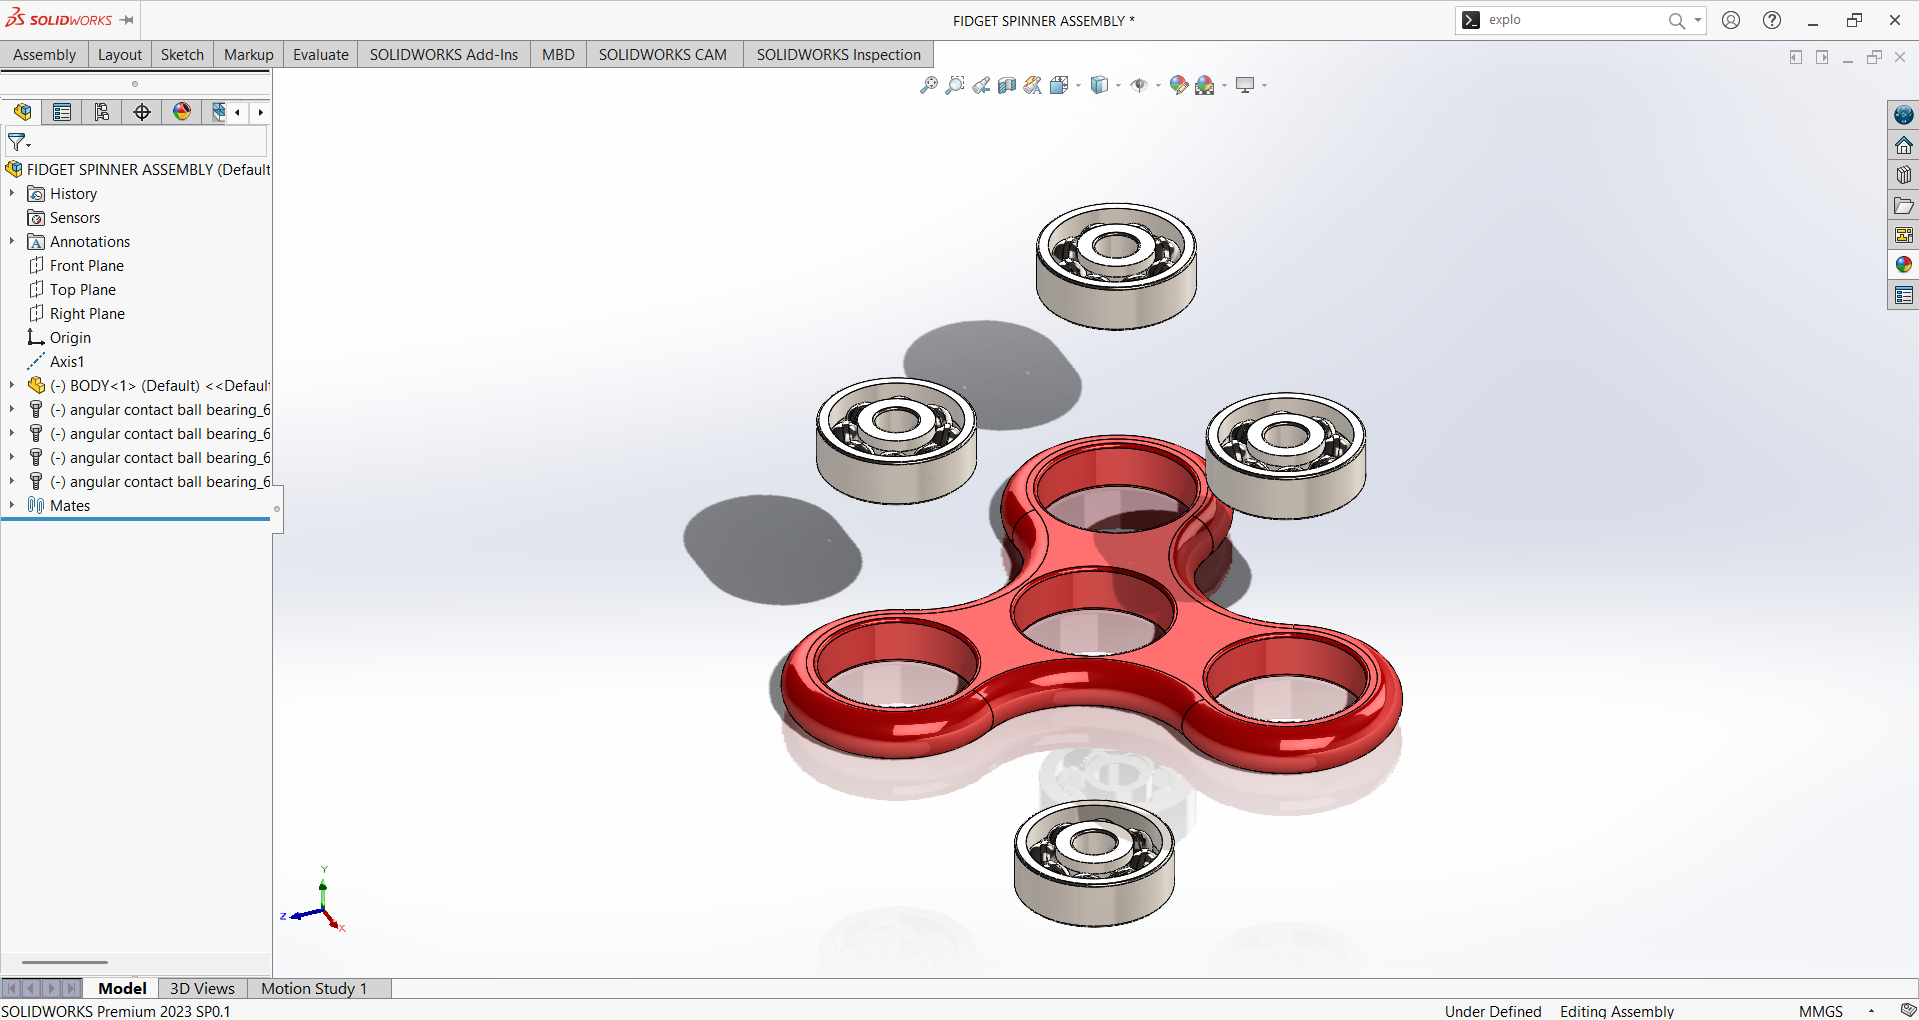 SOLIDWORKS
FIDGET SPINNER ASSEMBLY *
explo
Assembly Layout Sketch Markup Evaluate SOLIDWORKS Add-Ins MBD SOLIDWORKS CAM SOLIDWORKS Inspection
FIDGET SPINNER ASSEMBLY (Default
History
Sensors
Annotations
Front Plane
Top Plane
Right Plane
Origin
Axis1
(-) BODY<1> (Default) <<Defaul
(-) angular contact ball bearing_6
(-) angular contact ball bearing_6
(-) angular contact ball bearing_6
(-) angular contact ball bearing_6
Mates
Y
Z
X
Model 3D Views Motion Study 1
SOLIDWORKS Premium 2023 SP0.1
Under Defined Editing Assembly MMGS